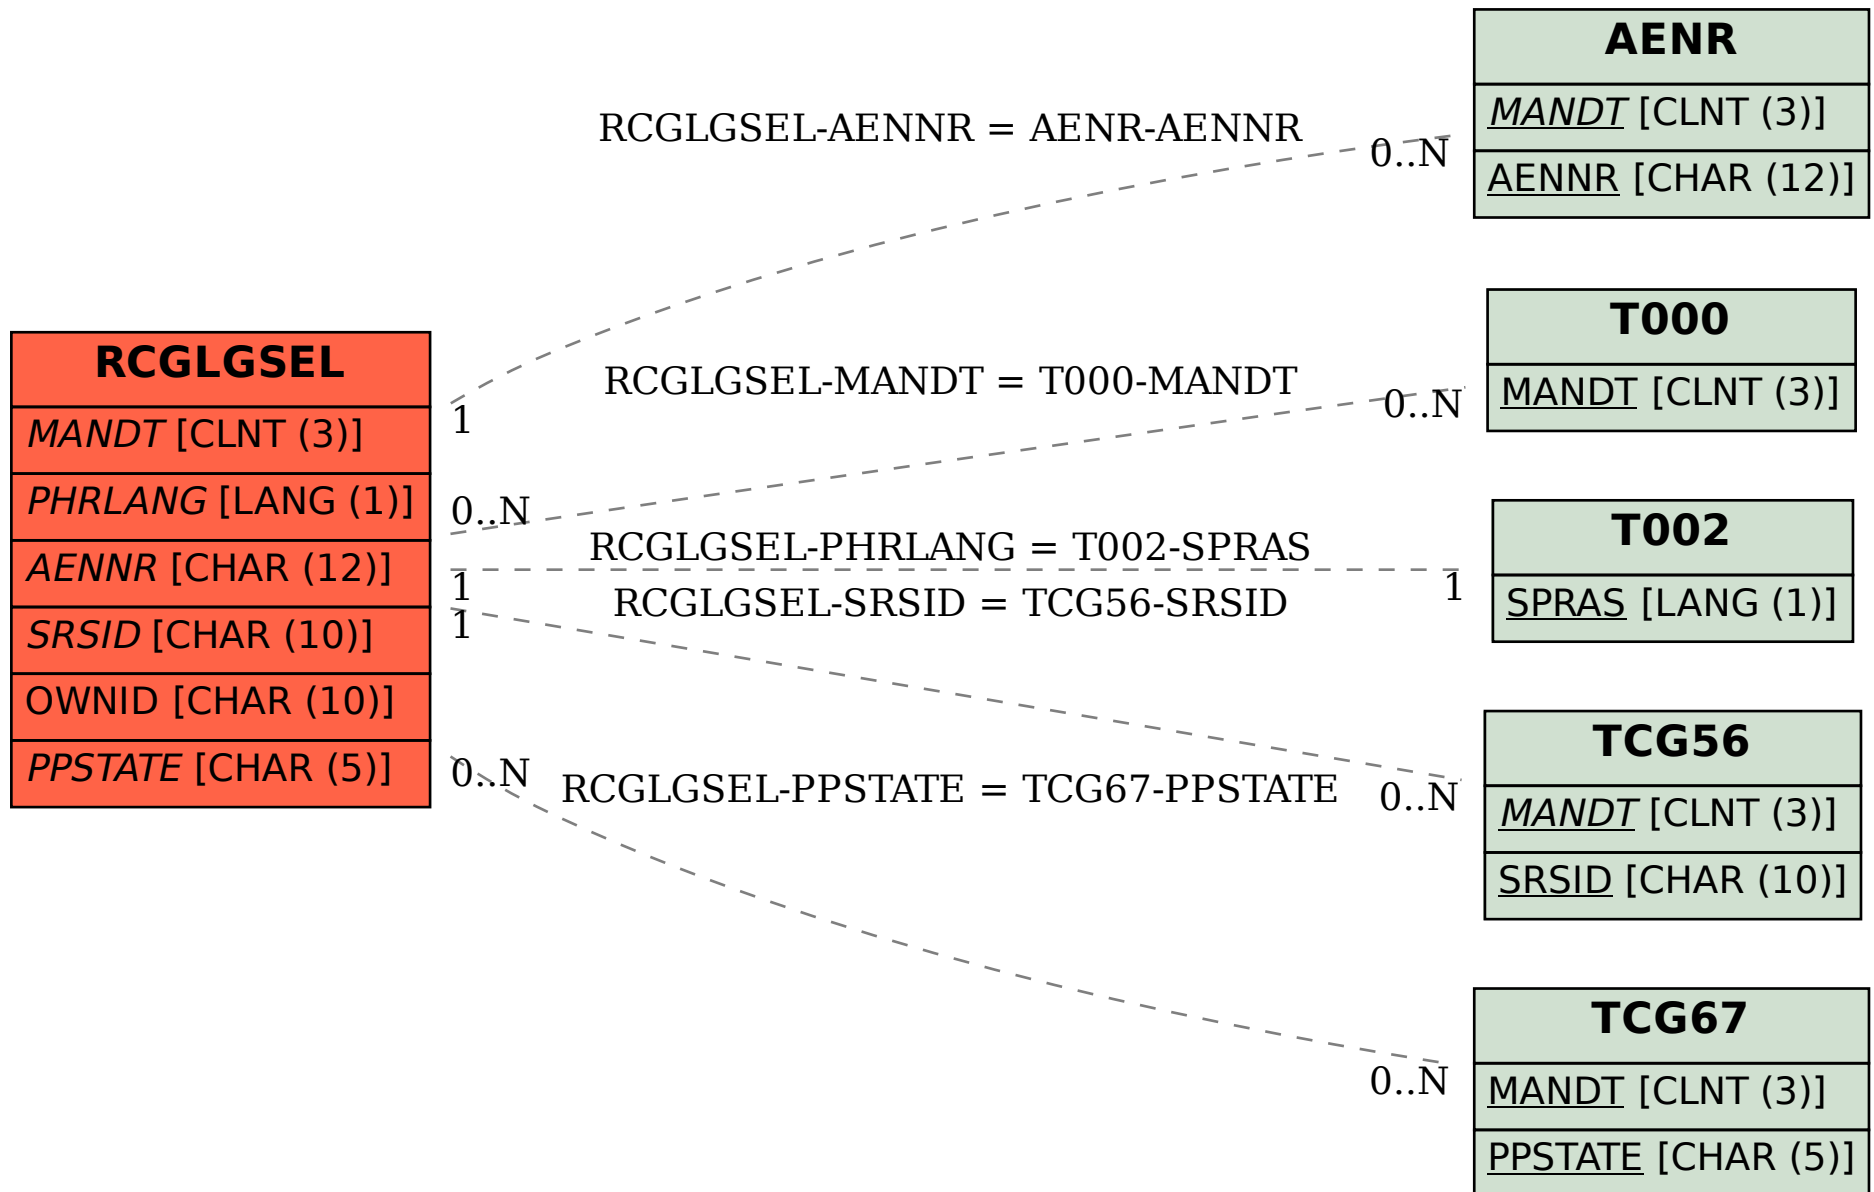 RCGLGSEL
MANDT [CLNT (3)]
PHRLANG [LANG (1)]
AENNR [CHAR (12)]
SRSID [CHAR (10)]
OWNID [CHAR (10)]
PPSTATE [CHAR (5)]
RCGLGSEL-AENNR = AENR-AENNR
1
0..N
RCGLGSEL-MANDT = T000-MANDT
0..N
0..N
RCGLGSEL-PHRLANG = T002-SPRAS
1
1
RCGLGSEL-SRSID = TCG56-SRSID
1
0..N
RCGLGSEL-PPSTATE = TCG67-PPSTATE
0..N
0..N
AENR
MANDT [CLNT (3)]
AENNR [CHAR (12)]
T000
MANDT [CLNT (3)]
T002
SPRAS [LANG (1)]
TCG56
MANDT [CLNT (3)]
SRSID [CHAR (10)]
TCG67
MANDT [CLNT (3)]
PPSTATE [CHAR (5)]